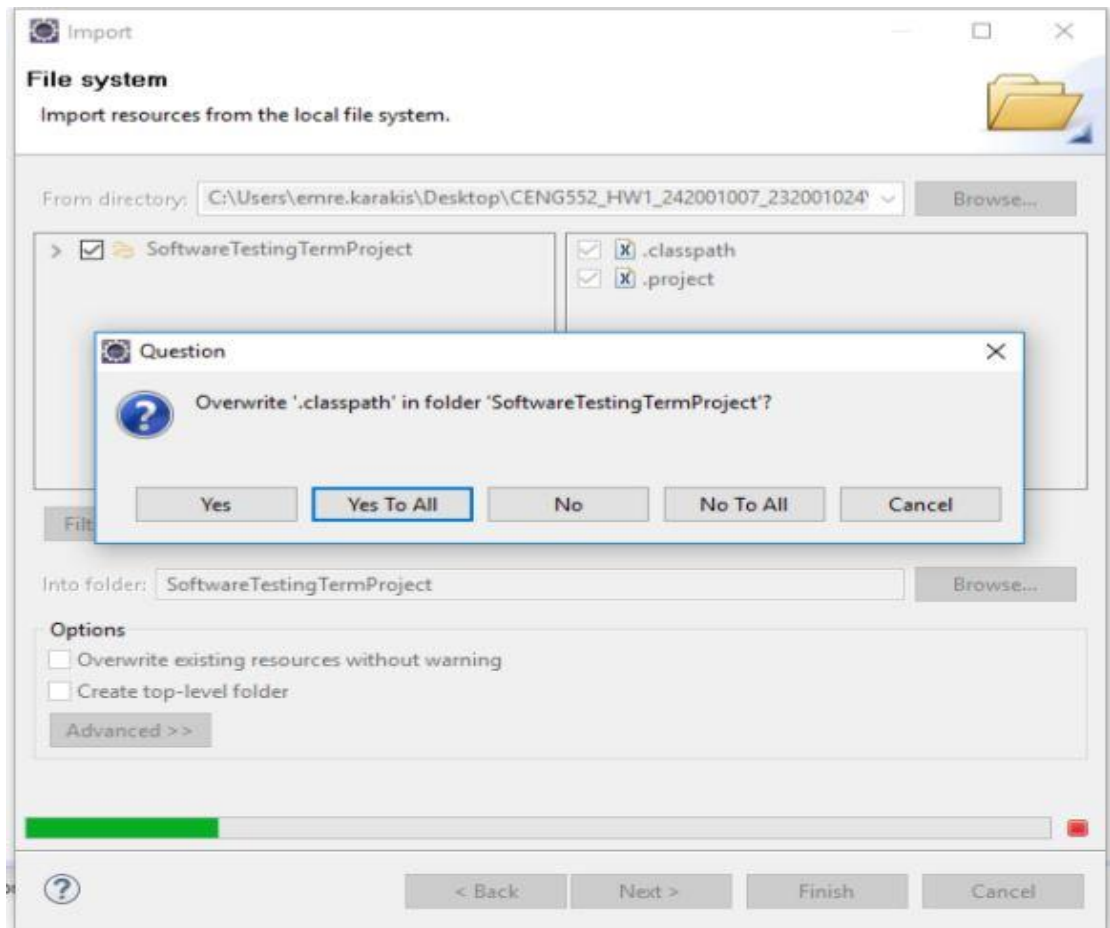 Import
File system
Import resources from the local file system.
From directory: C:\Users\emre.karakis\Desktop\CENG552_HW1_242001007_232001024\ Browse...
SoftwareTestingTermProject
.classpath
.project
Question
Overwrite '.classpath' in folder 'SoftwareTestingTermProject'?
Yes Yes To All No No To All Cancel
Filt
Into folder: SoftwareTestingTermProject Browse...
Options
Overwrite existing resources without warning
Create top-level folder
Advanced >>
< Back Next > Finish Cancel